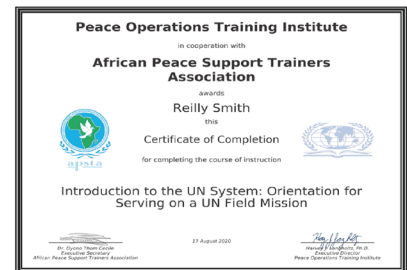 Peace Operations Training Institute
in cooperation with
African Peace Support Trainers
Association
awards
Reilly Smith
this
Certificate of Completion
for completing the course of instruction
apsta
Introduction to the UN System: Orientation for
Serving on a UN Field Mission
17 August 2020
Executive Secretary
African Peace Support Trainers Association
Executive Director
Peace Operations Training Institute